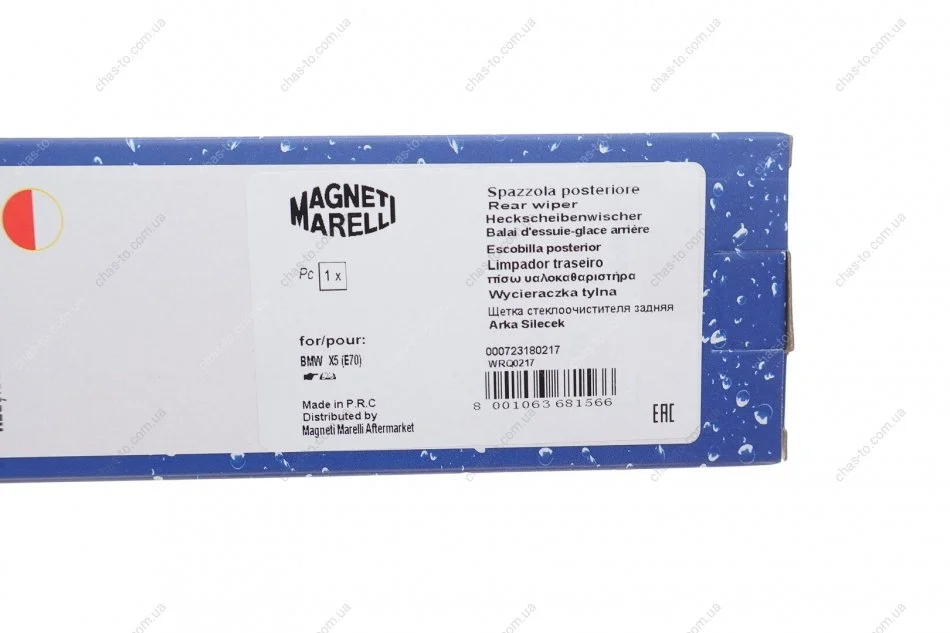 MAGNETI
MARELLI
Pc 1 x
for/pour:
BMW X5 (E70)
Made in P.R.C
Distributed by
Magneti Marelli Aftermarket
Spazzola posteriore
Rear wiper
Heckscheibenwischer
Balai d'essuie-glace arrière
Escobilla posterior
Limpador traseiro
πίσω υαλοκαθαριστήρα
Wycieraczka tylna
Щетка стеклоочистителя задняя
Arka Silecek
000723180217
WRQ0217
8 001063 681566
EAC
chas-to.com.ua